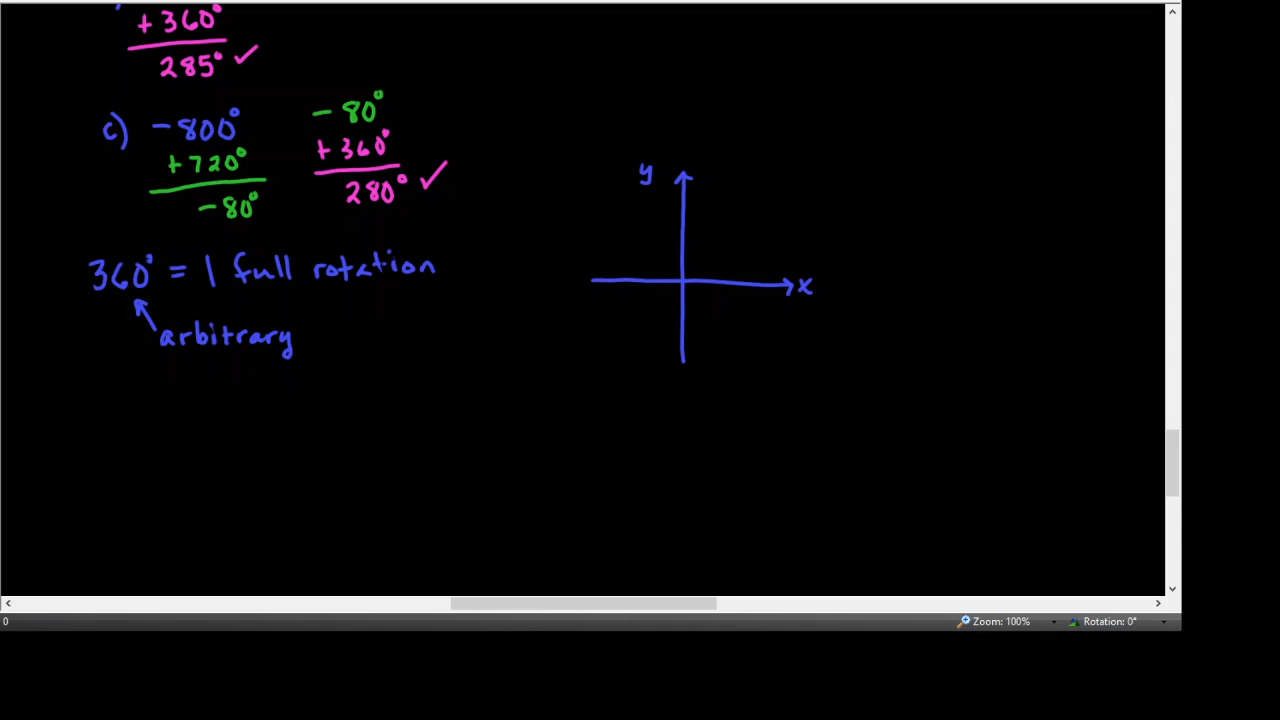 + 360°
285° ✓
c) -800°
+ 720°
-80°
-80°
+ 360°
280° ✓
360° = 1 full rotation
arbitrary
y
x
0
Zoom: 100%
Rotation: 0°